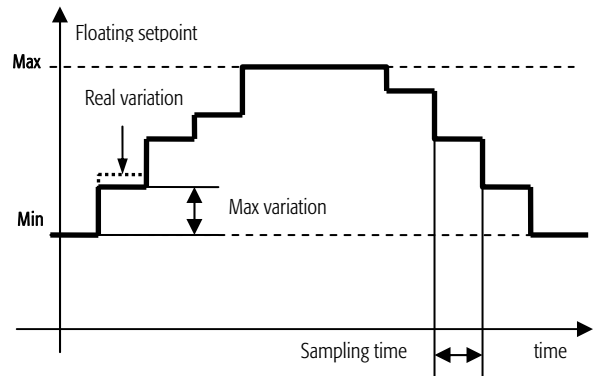 Floating setpoint
Max
Real variation
Max variation
Min
Sampling time
time